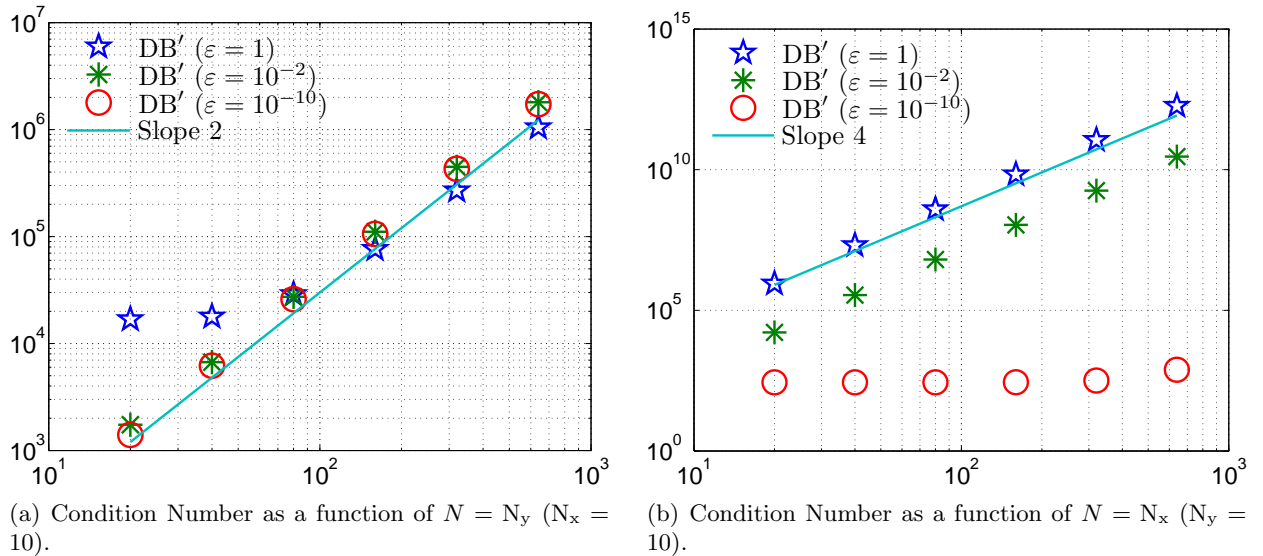 10^7
10^6
10^5
10^4
10^3
10^1
10^2
10^3
DB′ (ε = 1)
DB′ (ε = 10^−2)
DB′ (ε = 10^−10)
Slope 2
(a) Condition Number as a function of N = N_y (N_x =
10).
10^15
10^10
10^5
10^0
10^1
10^2
10^3
DB′ (ε = 1)
DB′ (ε = 10^−2)
DB′ (ε = 10^−10)
Slope 4
(b) Condition Number as a function of N = N_x (N_y =
10).